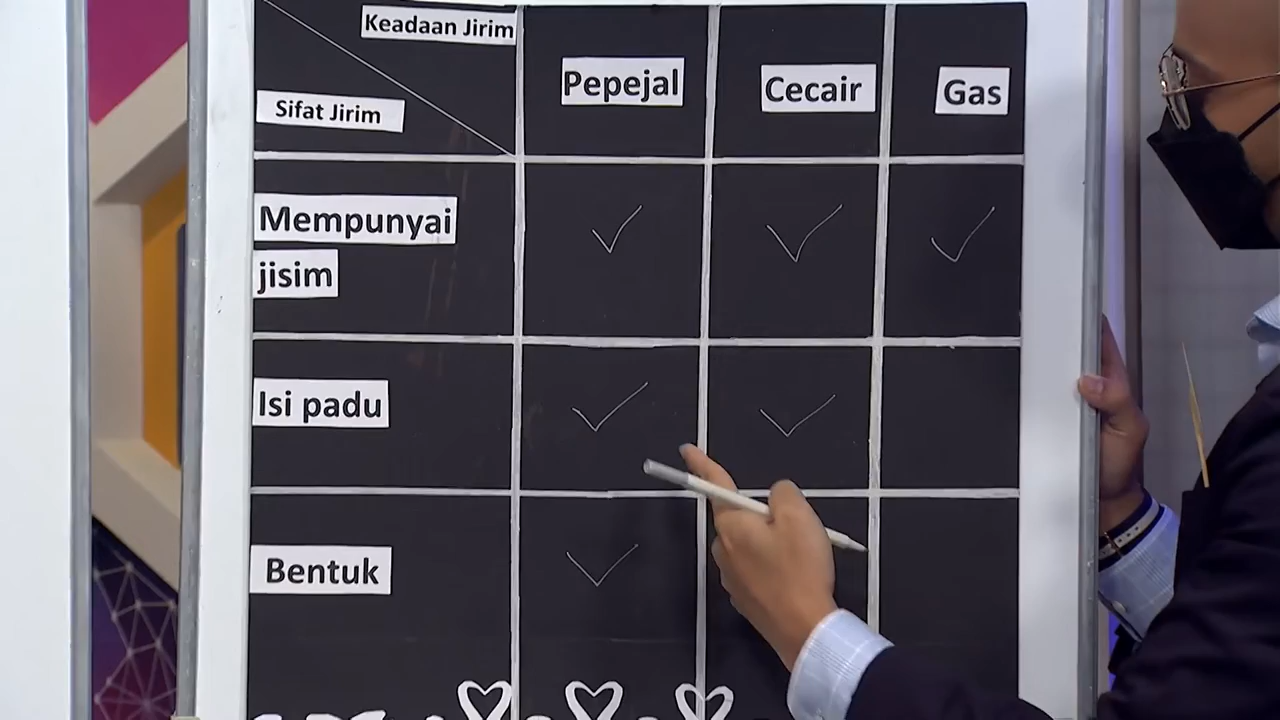 Keadaan Jirim
Sifat Jirim
Pepejal
Cecair
Gas
Mempunyai
jisim
Isi padu
Bentuk